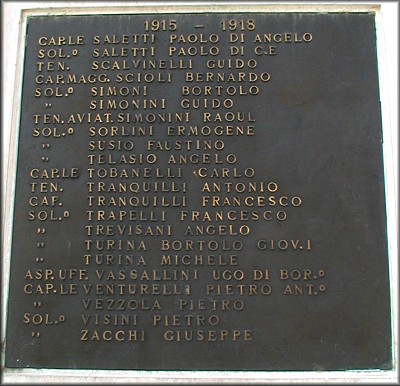 1915 - 1918
CAP.LE SALETTI PAOLO DI ANGELO
SOL.º SALETTI PAOLO DI C.E
TEN. SCALVINELLI GUIDO
CAP.MAGG. SCIOLI BERNARDO
SOL.º SIMONI BORTOLO
" SIMONINI GUIDO
TEN.AVIAT. SIMONINI RAOUL
SOL.º SORLINI ERMOGENE
" SUSIO FAUSTINO
" TELASIO ANGELO
CAP.LE TOBANELLI CARLO
TEN. TRANQUILLI ANTONIO
CAF. TRANQUILLI FRANCESCO
SOL.º TRAPELLI FRANCESCO
" TREVISANI ANGELO
" TURINA BORTOLO GIOV.I
" TURINA MICHELE
ASP.UFF. VASSALLINI UGO DI BOR.º
CAP.LE VENTURELLI PIETRO ANT.º
" VEZZOLA PIETRO
SOL.º VISINI PIETRO
" ZACCHI GIUSEPPE